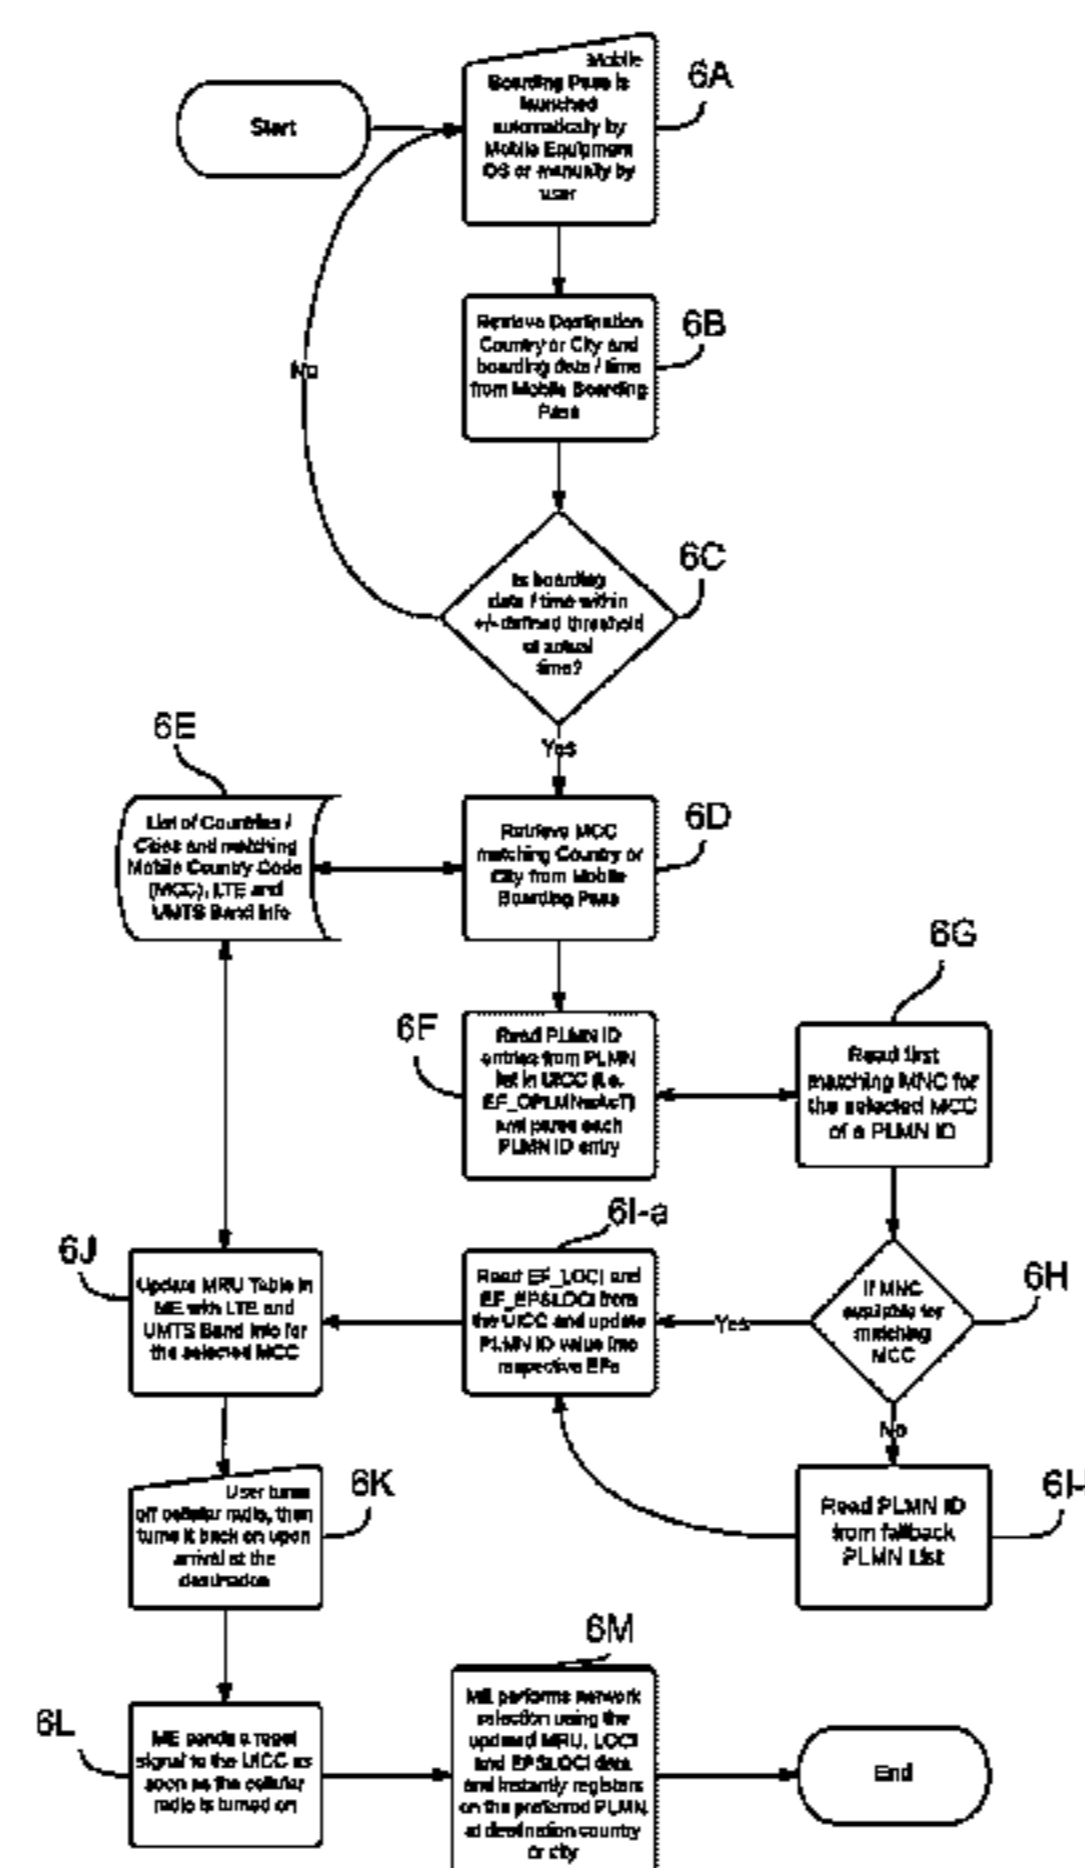 Start
Mobile
Boarding Pass is
launched
automatically by
Mobile Equipment
OS or manually by
user
6A
Retrieve Destination
Country or City and
boarding date / time
from Mobile Boarding
Pass
6B
No
Is boarding
date / time within
+/- defined threshold
of actual
time?
6C
Yes
6E
List of Countries /
Cities and matching
Mobile Country Code
(MCC), LTE and
UMTS Band Info
Retrieve MCC
matching Country or
City from Mobile
Boarding Pass
6D
6F
Read PLMN ID
entries from PLMN
list in UICC (i.e.
EF_OPLMNwAcT)
and parse each
PLMN ID entry
6G
Read first
matching MNC for
the selected MCC
of a PLMN ID
6J
Update MRU Table in
ME with LTE and
UMTS Band Info for
the selected MCC
6I-a
Read EF_LOCI and
EF_EPSLOCI from
the UICC and update
PLMN ID value into
respective EFs
Yes
If MNC
available for
matching
MCC
6H
No
User turns
off cellular radio, then
turns it back on upon
arrival at the
destination
6K
Read PLMN ID
from fallback
PLMN List
6L
ME sends a reset
signal to the UICC as
soon as the cellular
radio is turned on
6M
ME performs network
selection using the
updated MRU, LOCI
and EPSLOCI data
and instantly registers
on the preferred PLMN
at destination country
or city
End